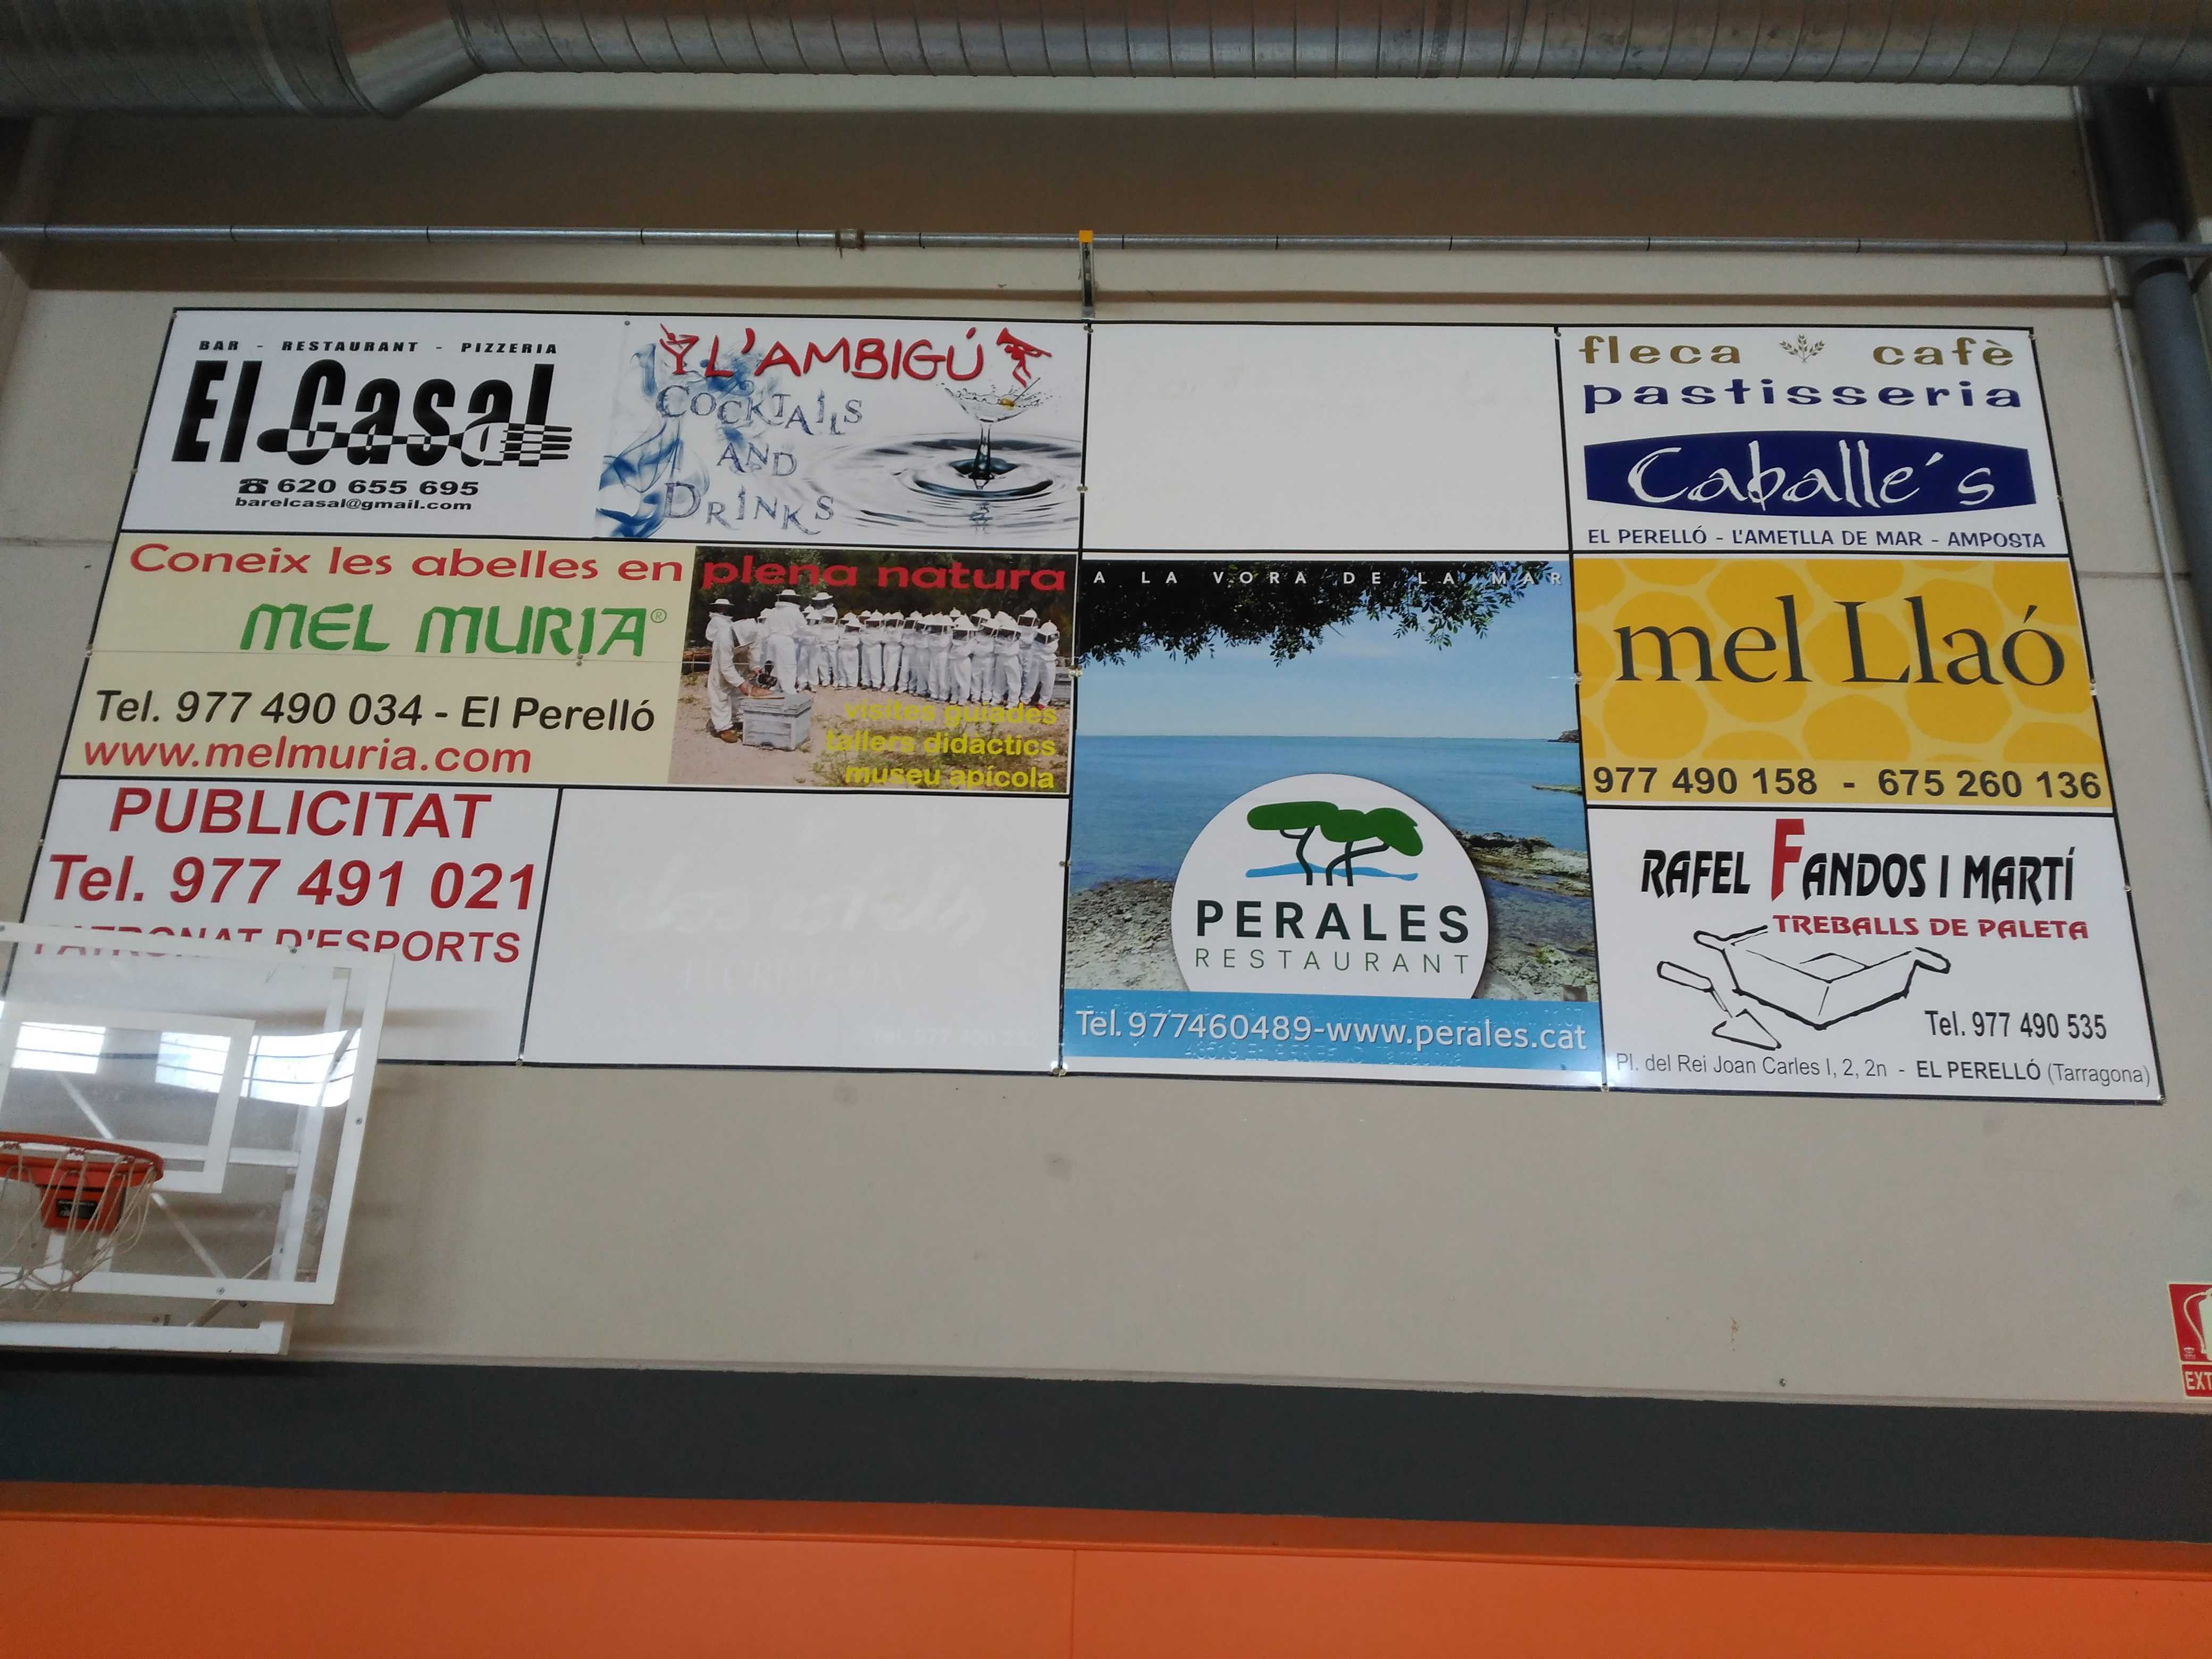 BAR - RESTAURANT - PIZZERIA
El Casal
620 655 695
barelcasal@gmail.com
L'AMBIGÚ
COCKTAILS
AND
DRINKS
fleca cafè
pastisseria
Caballe´s
EL PERELLÓ - L'AMETLLA DE MAR - AMPOSTA
Coneix les abelles en plena natura
MEL MURIA®
Tel. 977 490 034 - El Perelló
www.melmuria.com
visites guiades
tallers didàctics
museu apícola
A LA VORA DE LA MAR
PERALES
RESTAURANT
Tel. 977460489-www.perales.cat
mel Llaó
977 490 158 - 675 260 136
PUBLICITAT
Tel. 977 491 021
PATRONAT D'ESPORTS
RAFEL FANDOS I MARTÍ
TREBALLS DE PALETA
Tel. 977 490 535
Pl. del Rei Joan Carles I, 2, 2n - EL PERELLÓ (Tarragona)
EXT